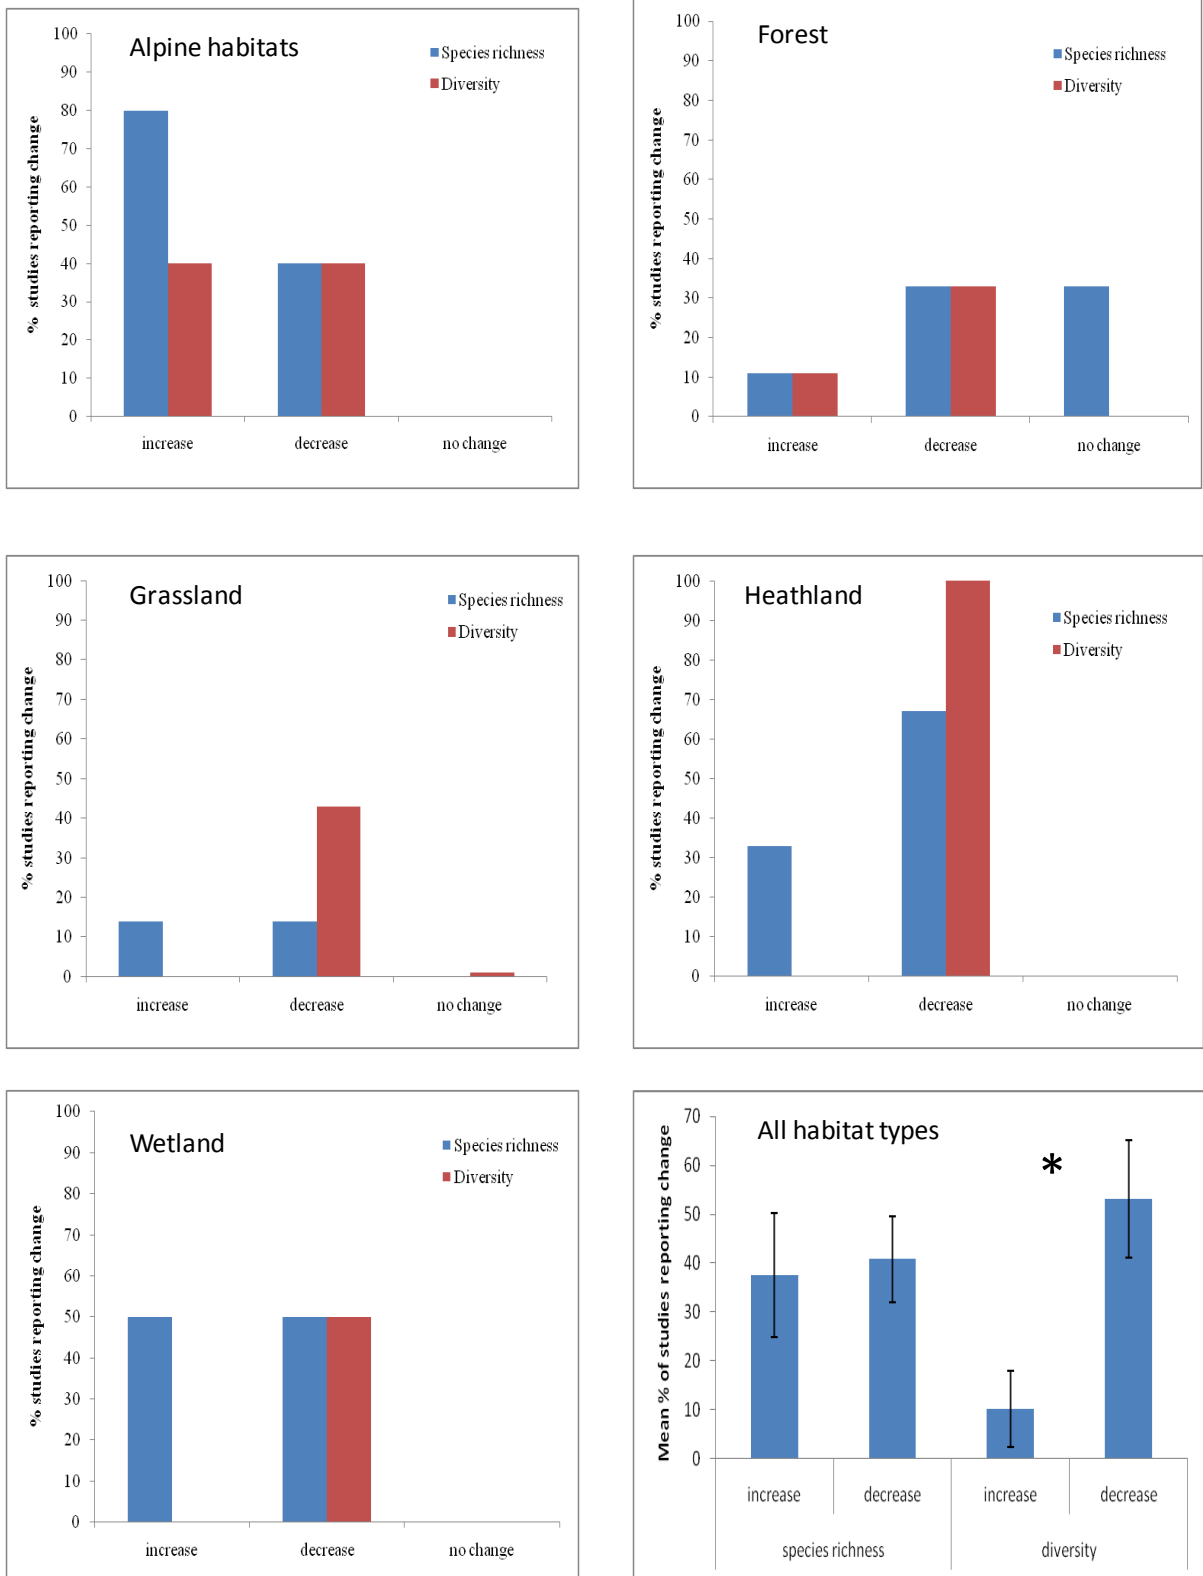 Alpine habitats
Species richness
Diversity
% studies reporting change
100
90
80
70
60
50
40
30
20
10
0
increase decrease no change
Forest
Species richness
Diversity
% studies reporting change
100
90
80
70
60
50
40
30
20
10
0
increase decrease no change
Grassland
Species richness
Diversity
% studies reporting change
100
90
80
70
60
50
40
30
20
10
0
increase decrease no change
Heathland
Species richness
Diversity
% studies reporting change
100
90
80
70
60
50
40
30
20
10
0
increase decrease no change
Wetland
Species richness
Diversity
% studies reporting change
100
90
80
70
60
50
40
30
20
10
0
increase decrease no change
All habitat types
*
Mean % of studies reporting change
70
60
50
40
30
20
10
0
increase decrease increase decrease
species richness diversity